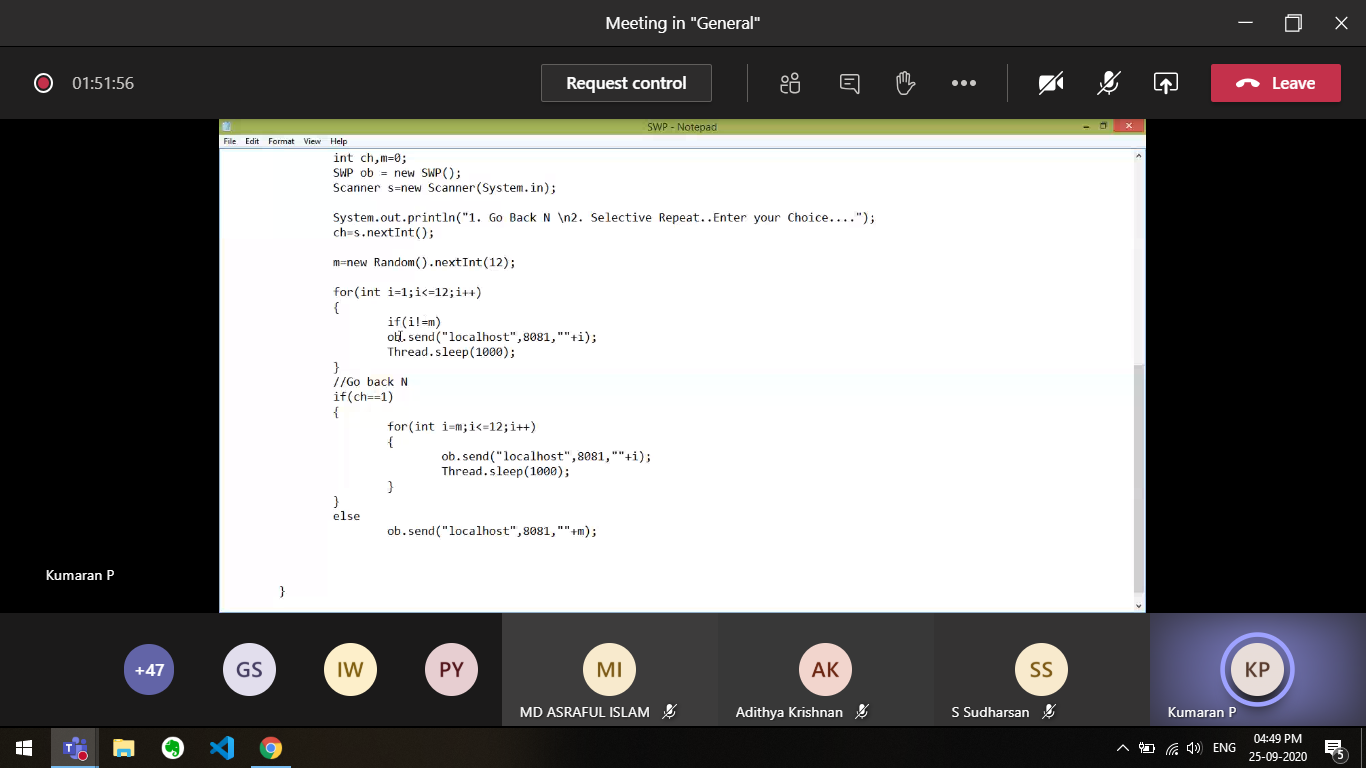 Meeting in "General"
01:51:56
Request control
Leave
SWP - Notepad
File Edit Format View Help
int ch,m=0;
SWP ob = new SWP();
Scanner s=new Scanner(System.in);
System.out.println("1. Go Back N \n2. Selective Repeat..Enter your Choice....");
ch=s.nextInt();
m=new Random().nextInt(12);
for(int i=1;i<=12;i++)
{
if(i!=m)
ob.send("localhost",8081,""+i);
Thread.sleep(1000);
}
//Go back N
if(ch==1)
{
for(int i=m;i<=12;i++)
{
ob.send("localhost",8081,""+i);
Thread.sleep(1000);
}
}
else
ob.send("localhost",8081,""+m);
}
Kumaran P
+47
GS
IW
PY
MI
AK
SS
KP
MD ASRAFUL ISLAM
Adithya Krishnan
S Sudharsan
Kumaran P
ENG
04:49 PM
25-09-2020
5